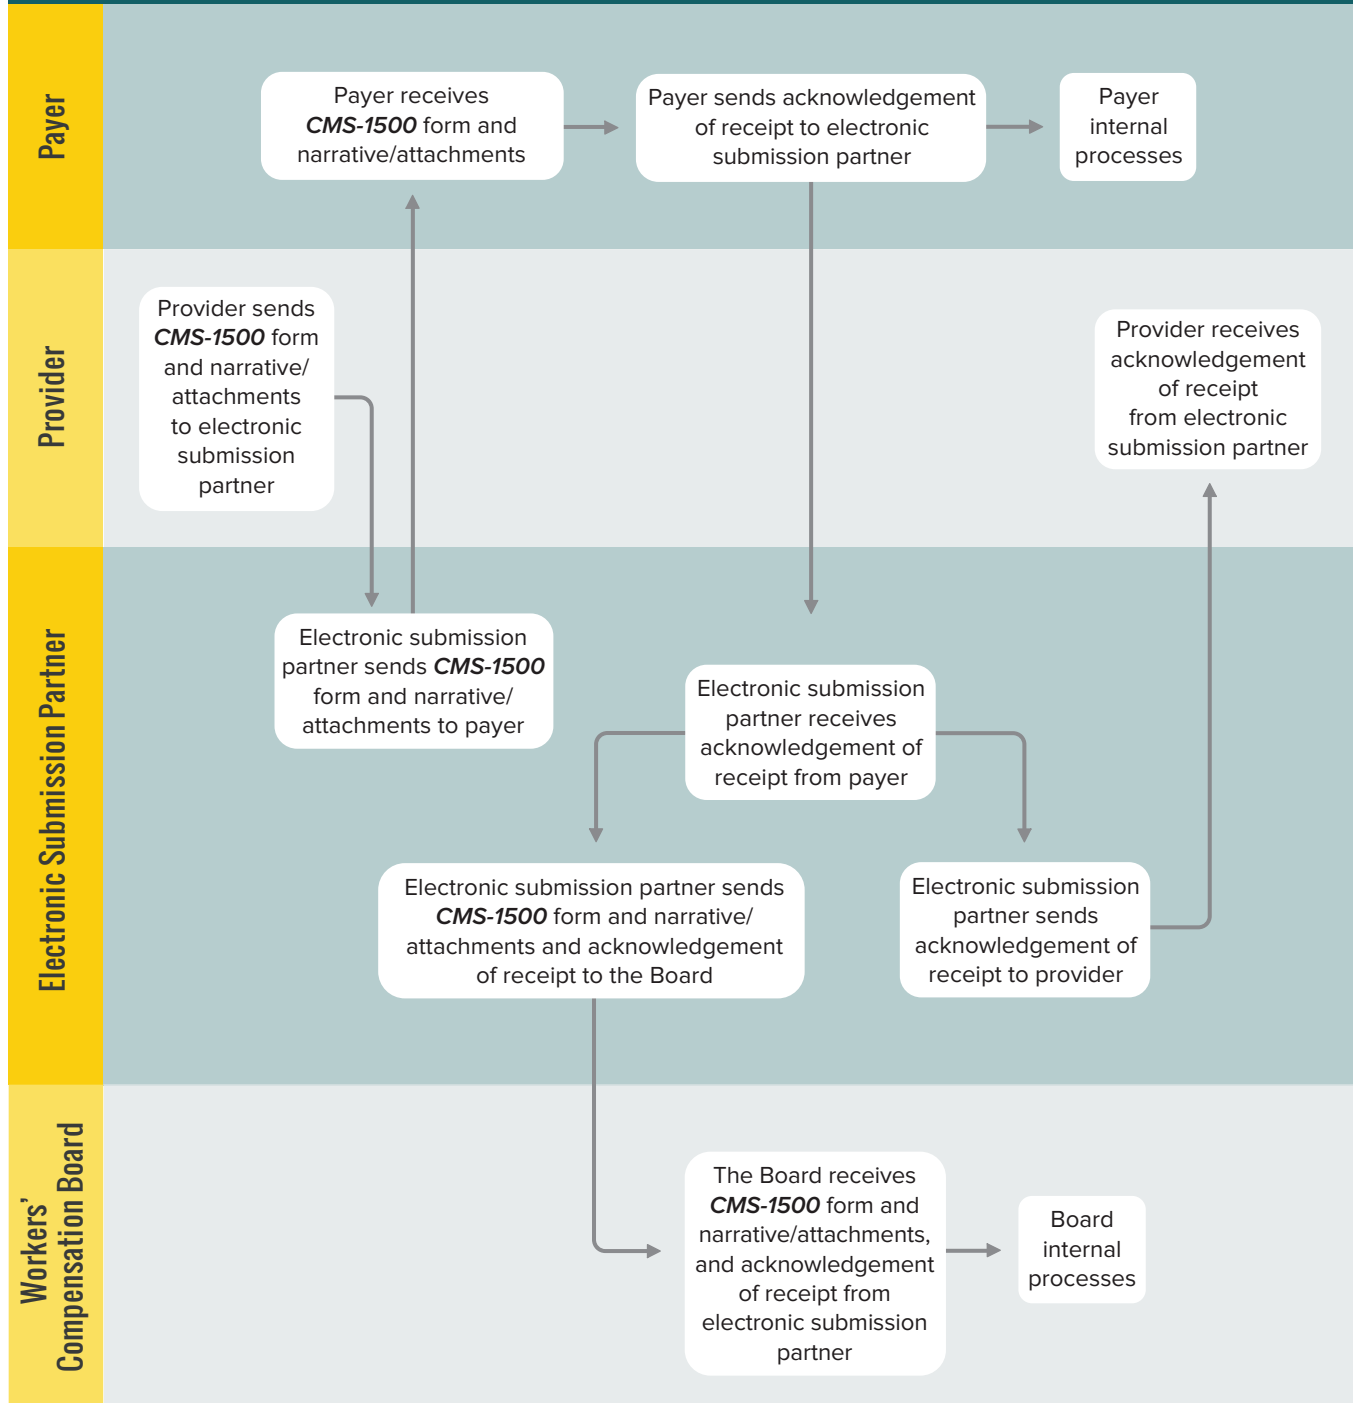 Payer
Payer receives
CMS-1500 form and
narrative/attachments
Payer sends acknowledgement
of receipt to electronic
submission partner
Payer
internal
processes
Provider
Provider sends
CMS-1500 form
and narrative/
attachments
to electronic
submission
partner
Provider receives
acknowledgement
of receipt
from electronic
submission partner
Electronic Submission Partner
Electronic submission
partner sends CMS-1500
form and narrative/
attachments to payer
Electronic submission
partner receives
acknowledgement of
receipt from payer
Electronic submission partner sends
CMS-1500 form and narrative/
attachments and acknowledgement
of receipt to the Board
Electronic submission
partner sends
acknowledgement of
receipt to provider
Workers’
Compensation Board
The Board receives
CMS-1500 form and
narrative/attachments,
and acknowledgement
of receipt from
electronic submission
partner
Board
internal
processes